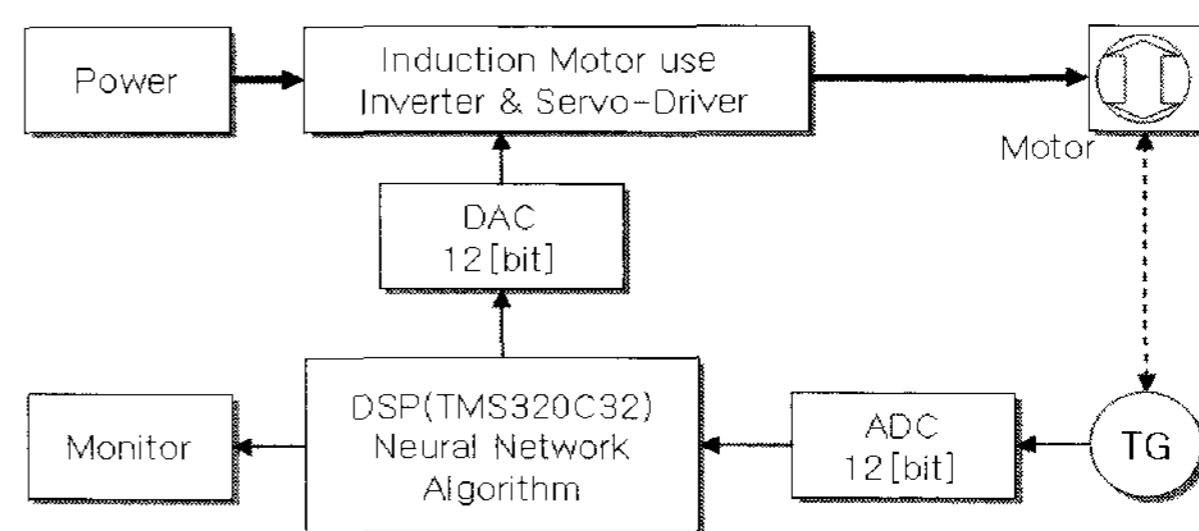 Power
Induction Motor use
Inverter & Servo-Driver
Motor
DAC
12[bit]
Monitor
DSP(TMS320C32)
Neural Network
Algorithm
ADC
12[bit]
TG